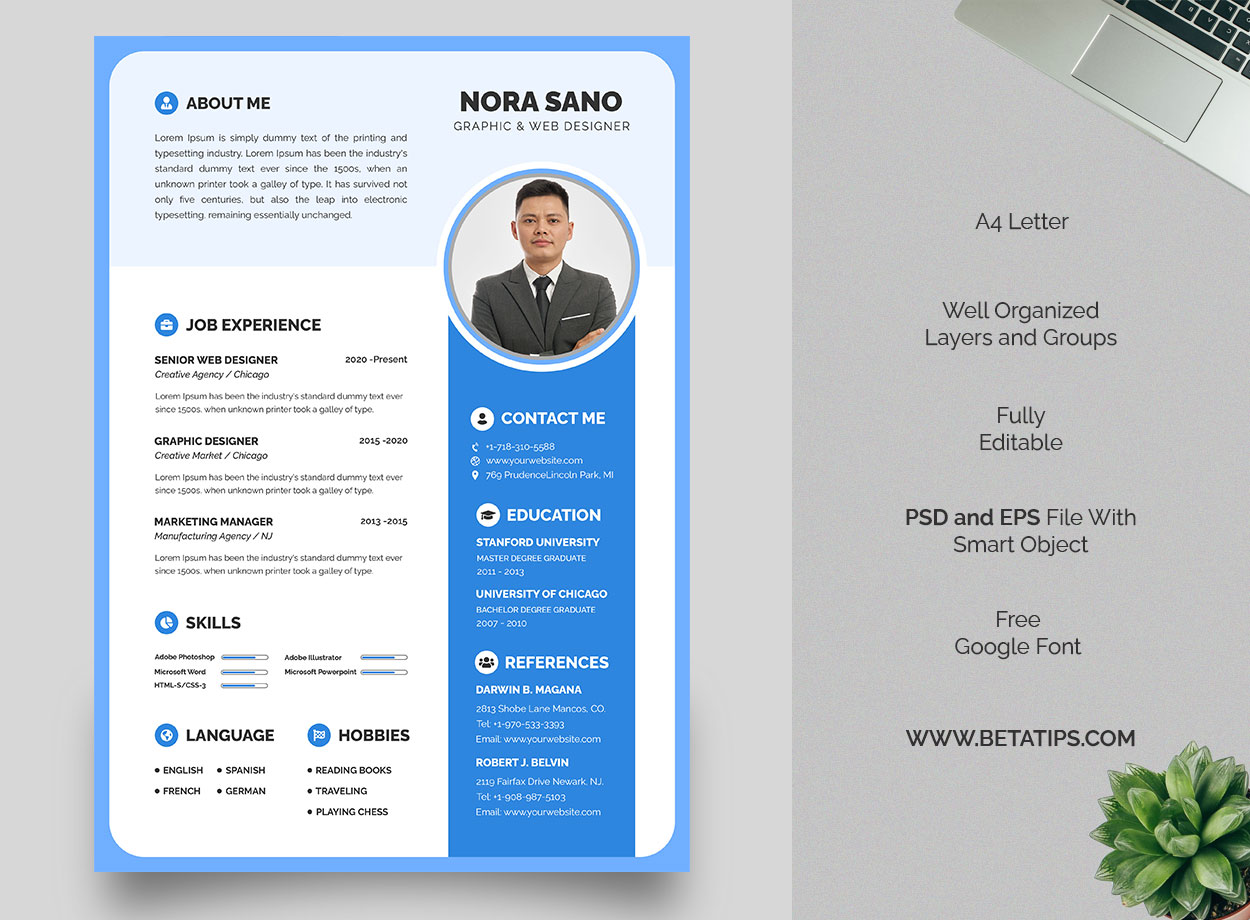 ABOUT ME
Lorem Ipsum is simply dummy text of the printing and
typesetting industry. Lorem Ipsum has been the industry's
standard dummy text ever since the 1500s, when an
unknown printer took a galley of type. It has survived not
only five centuries, but also the leap into electronic
typesetting, remaining essentially unchanged.
NORA SANO
GRAPHIC & WEB DESIGNER
JOB EXPERIENCE
SENIOR WEB DESIGNER 2020 -Present
Creative Agency / Chicago
Lorem Ipsum has been the industry's standard dummy text ever
since 1500s, when unknown printer took a galley of type.
GRAPHIC DESIGNER 2015 -2020
Creative Market / Chicago
Lorem Ipsum has been the industry's standard dummy text ever
since 1500s, when unknown printer took a galley of type.
MARKETING MANAGER 2013 -2015
Manufacturing Agency / NJ
Lorem Ipsum has been the industry's standard dummy text ever
since 1500s, when unknown printer took a galley of type.
SKILLS
Adobe Photoshop Adobe Illustrator
Microsoft Word Microsoft Powerpoint
HTML-S/CSS-3
LANGUAGE
ENGLISH SPANISH
FRENCH GERMAN
HOBBIES
READING BOOKS
TRAVELING
PLAYING CHESS
CONTACT ME
+1-718-310-5588
www.yourwebsite.com
769 PrudenceLincoln Park, MI
EDUCATION
STANFORD UNIVERSITY
MASTER DEGREE GRADUATE
2011 - 2013
UNIVERSITY OF CHICAGO
BACHELOR DEGREE GRADUATE
2007 - 2010
REFERENCES
DARWIN B. MAGANA
2813 Shobe Lane Mancos, CO.
Tel: +1-970-533-3393
Email: www.yourwebsite.com
ROBERT J. BELVIN
2119 Fairfax Drive Newark, NJ.
Tel: +1-908-987-5103
Email: www.yourwebsite.com
A4 Letter
Well Organized
Layers and Groups
Fully
Editable
PSD and EPS File With
Smart Object
Free
Google Font
WWW.BETATIPS.COM